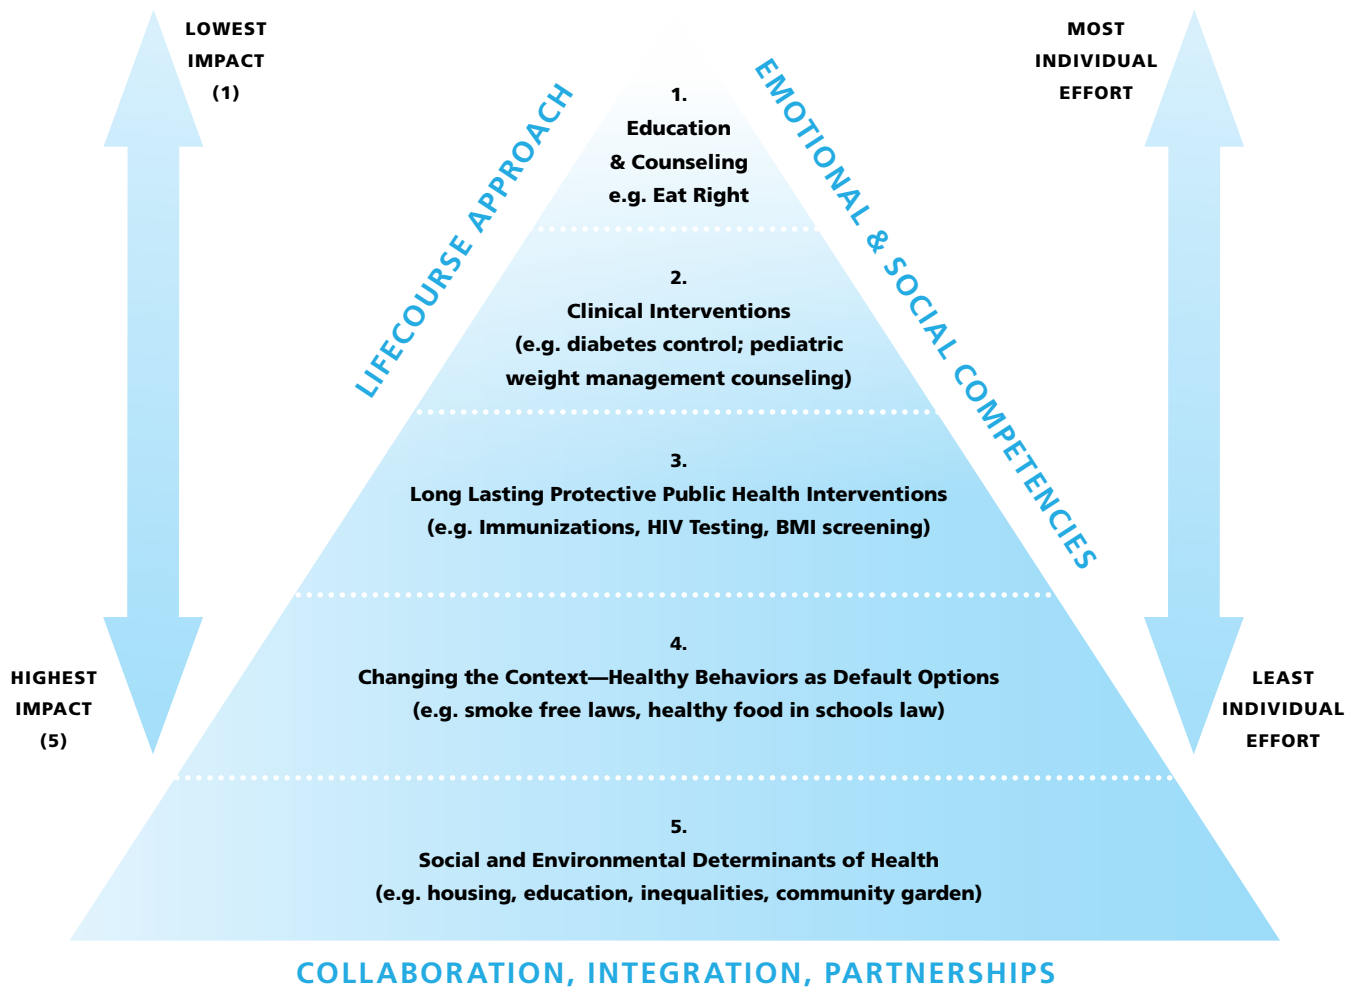 LOWEST
IMPACT
(1)
MOST
INDIVIDUAL
EFFORT
LIFECOURSE APPROACH
EMOTIONAL & SOCIAL COMPETENCIES
1.
Education
& Counseling
e.g. Eat Right
2.
Clinical Interventions
(e.g. diabetes control; pediatric
weight management counseling)
3.
Long Lasting Protective Public Health Interventions
(e.g. Immunizations, HIV Testing, BMI screening)
4.
Changing the Context—Healthy Behaviors as Default Options
(e.g. smoke free laws, healthy food in schools law)
HIGHEST
IMPACT
(5)
LEAST
INDIVIDUAL
EFFORT
5.
Social and Environmental Determinants of Health
(e.g. housing, education, inequalities, community garden)
COLLABORATION, INTEGRATION, PARTNERSHIPS